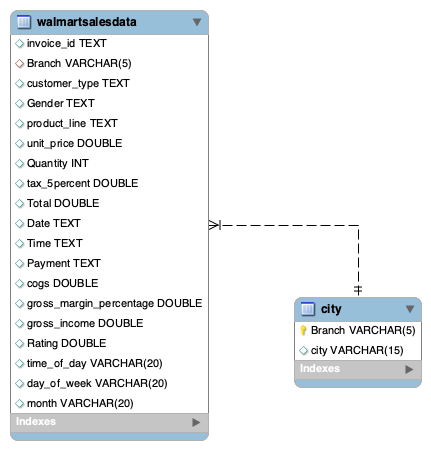 walmartsalesdata
invoice_id TEXT
Branch VARCHAR(5)
customer_type TEXT
Gender TEXT
product_line TEXT
unit_price DOUBLE
Quantity INT
tax_5percent DOUBLE
Total DOUBLE
Date TEXT
Time TEXT
Payment TEXT
cogs DOUBLE
gross_margin_percentage DOUBLE
gross_income DOUBLE
Rating DOUBLE
time_of_day VARCHAR(20)
day_of_week VARCHAR(20)
month VARCHAR(20)
Indexes
city
Branch VARCHAR(5)
city VARCHAR(15)
Indexes